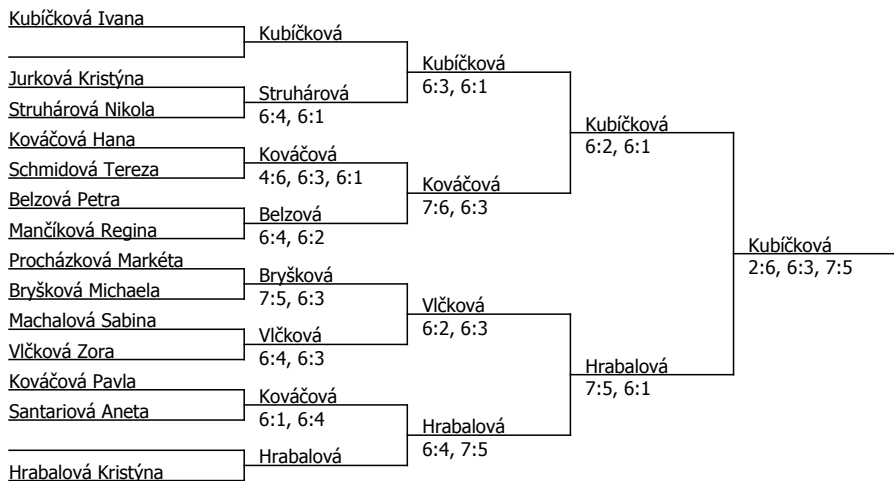 Kubíčková Ivana
Jurková Kristýna
Struhárová Nikola
Kováčová Hana
Schmidová Tereza
Belzová Petra
Mančíková Regina
Procházková Markéta
Bryšková Michaela
Machalová Sabina
Vlčková Zora
Kováčová Pavla
Santariová Aneta
Hrabalová Kristýna
Kubíčková
Struhárová
6:4, 6:1
Kováčová
4:6, 6:3, 6:1
Belzová
6:4, 6:2
Bryšková
7:5, 6:3
Vlčková
6:4, 6:3
Kováčová
6:1, 6:4
Hrabalová
Kubíčková
6:3, 6:1
Kováčová
7:6, 6:3
Vlčková
6:2, 6:3
Hrabalová
6:4, 7:5
Kubíčková
6:2, 6:1
Hrabalová
7:5, 6:1
Kubíčková
2:6, 6:3, 7:5